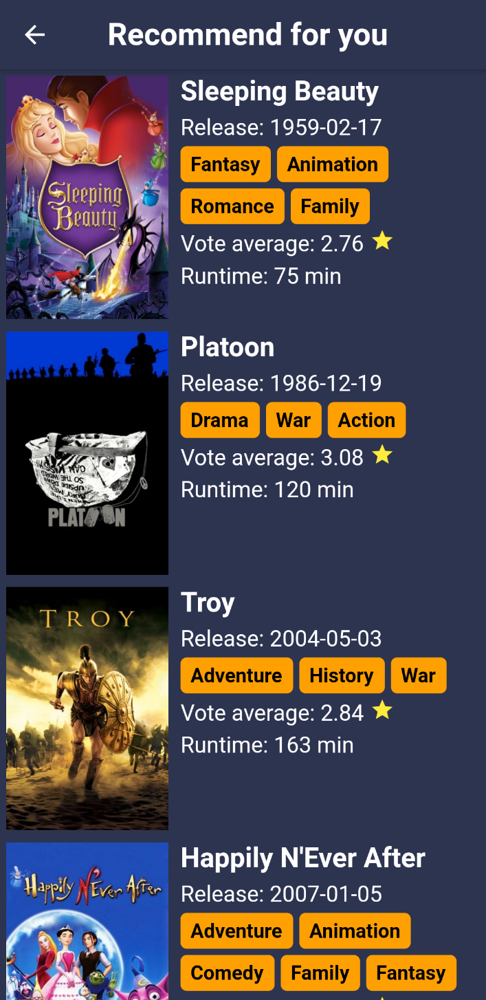 Recommend for you
Sleeping Beauty
Release: 1959-02-17
Fantasy Animation
Romance Family
Vote average: 2.76
Runtime: 75 min
Sleeping
Beauty
Platoon
Release: 1986-12-19
Drama War Action
Vote average: 3.08
Runtime: 120 min
PLATOON
Troy
Release: 2004-05-03
Adventure History War
Vote average: 2.84
Runtime: 163 min
TROY
Happily N'Ever After
Release: 2007-01-05
Adventure Animation
Comedy Family Fantasy
Happily N'Ever After